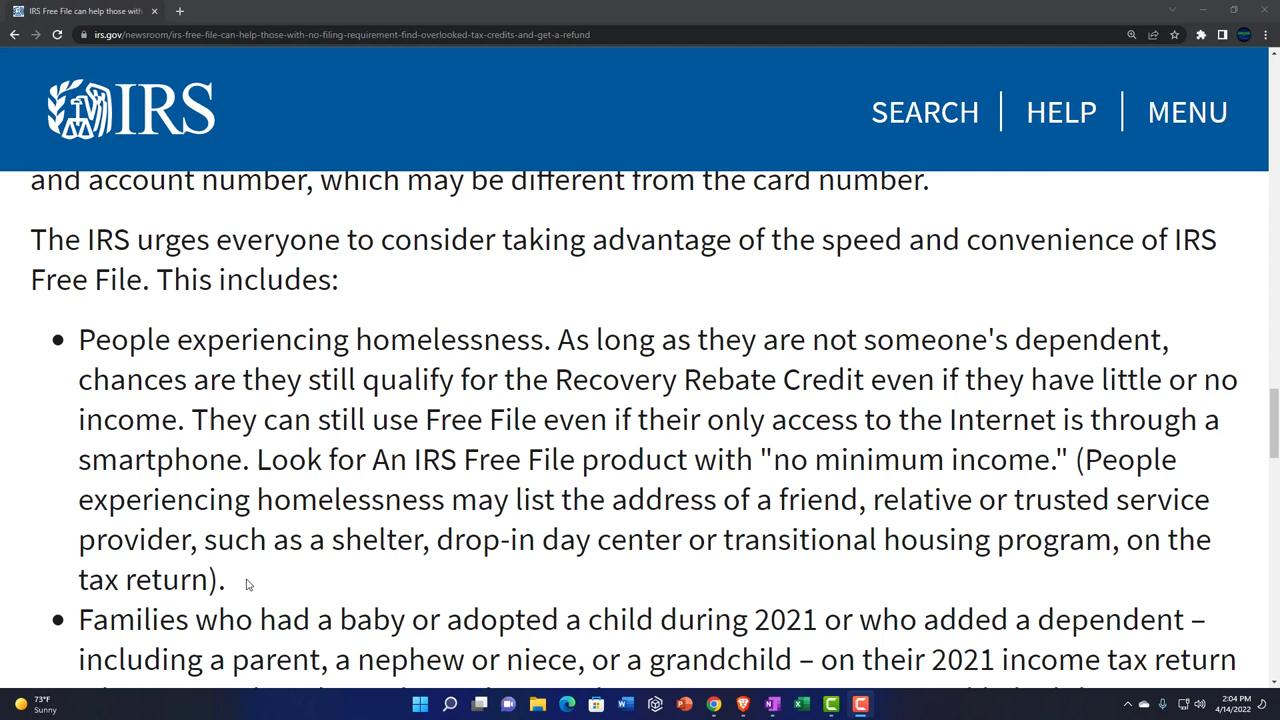 IRS Free File can help those with
irs.gov/newsroom/irs-free-file-can-help-those-with-no-filing-requirement-find-overlooked-tax-credits-and-get-a-refund
IRS
SEARCH
HELP
MENU
and account number, which may be different from the card number.
The IRS urges everyone to consider taking advantage of the speed and convenience of IRS
Free File. This includes:
• People experiencing homelessness. As long as they are not someone's dependent,
chances are they still qualify for the Recovery Rebate Credit even if they have little or no
income. They can still use Free File even if their only access to the Internet is through a
smartphone. Look for An IRS Free File product with "no minimum income." (People
experiencing homelessness may list the address of a friend, relative or trusted service
provider, such as a shelter, drop-in day center or transitional housing program, on the
tax return).
• Families who had a baby or adopted a child during 2021 or who added a dependent –
including a parent, a nephew or niece, or a grandchild – on their 2021 income tax return
73°F
Sunny
2:04 PM
4/14/2022